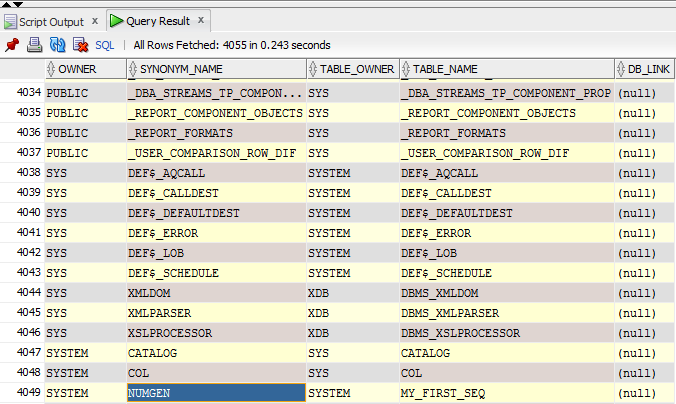 Script Output x Query Result x
SQL | All Rows Fetched: 4055 in 0.243 seconds
OWNER SYNONYM_NAME TABLE_OWNER TABLE_NAME DB_LINK
4034 PUBLIC _DBA_STREAMS_TP_COMPON... SYS _DBA_STREAMS_TP_COMPONENT_PROP (null)
4035 PUBLIC _REPORT_COMPONENT_OBJECTS SYS _REPORT_COMPONENT_OBJECTS (null)
4036 PUBLIC _REPORT_FORMATS SYS _REPORT_FORMATS (null)
4037 PUBLIC _USER_COMPARISON_ROW_DIF SYS _USER_COMPARISON_ROW_DIF (null)
4038 SYS DEF$_AQCALL SYSTEM DEF$_AQCALL (null)
4039 SYS DEF$_CALLDEST SYSTEM DEF$_CALLDEST (null)
4040 SYS DEF$_DEFAULTDEST SYSTEM DEF$_DEFAULTDEST (null)
4041 SYS DEF$_ERROR SYSTEM DEF$_ERROR (null)
4042 SYS DEF$_LOB SYSTEM DEF$_LOB (null)
4043 SYS DEF$_SCHEDULE SYSTEM DEF$_SCHEDULE (null)
4044 SYS XMLDOM XDB DBMS_XMLDOM (null)
4045 SYS XMLPARSER XDB DBMS_XMLPARSER (null)
4046 SYS XSLPROCESSOR XDB DBMS_XSLPROCESSOR (null)
4047 SYSTEM CATALOG SYS CATALOG (null)
4048 SYSTEM COL SYS COL (null)
4049 SYSTEM NUMGEN SYSTEM MY_FIRST_SEQ (null)